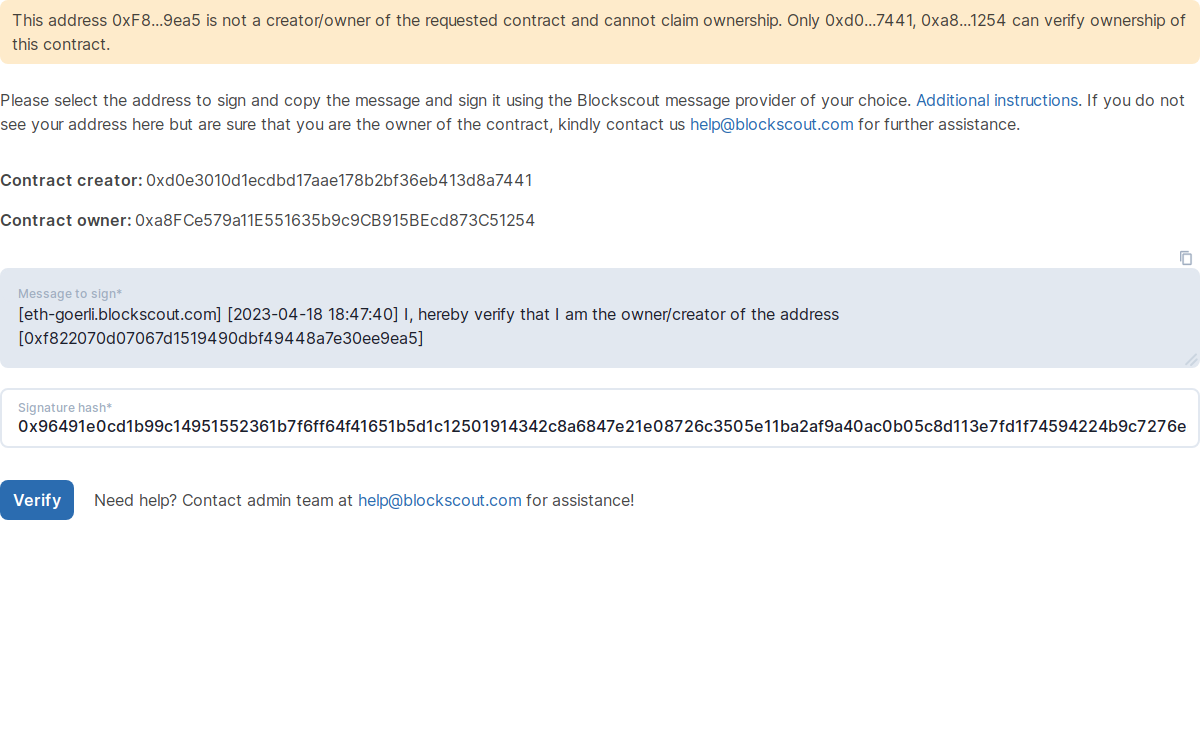 This address 0xF8...9ea5 is not a creator/owner of the requested contract and cannot claim ownership. Only 0xd0...7441, 0xa8...1254 can verify ownership of
this contract.
Please select the address to sign and copy the message and sign it using the Blockscout message provider of your choice. Additional instructions. If you do not
see your address here but are sure that you are the owner of the contract, kindly contact us help@blockscout.com for further assistance.
Contract creator: 0xd0e3010d1ecdbd17aae178b2bf36eb413d8a7441
Contract owner: 0xa8FCe579a11E551635b9c9CB915BEcd873C51254
Message to sign*
[eth-goerli.blockscout.com] [2023-04-18 18:47:40] I, hereby verify that I am the owner/creator of the address
[0xf822070d07067d1519490dbf49448a7e30ee9ea5]
Signature hash*
0x96491e0cd1b99c14951552361b7f6ff64f41651b5d1c12501914342c8a6847e21e08726c3505e11ba2af9a40ac0b05c8d113e7fd1f74594224b9c7276e
Verify Need help? Contact admin team at help@blockscout.com for assistance!